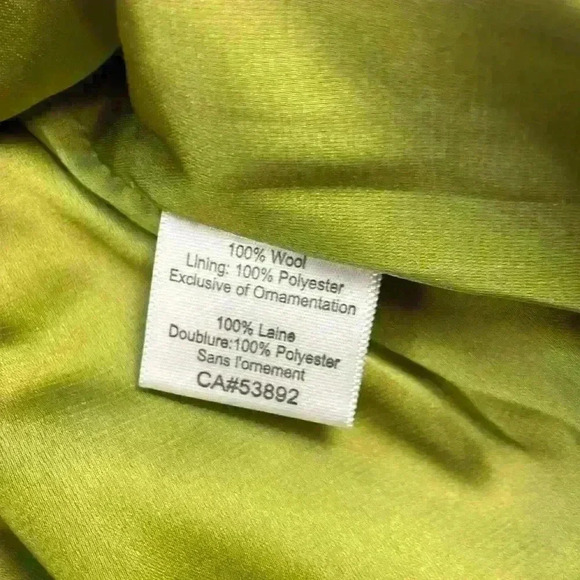 100% Wool
Lining: 100% Polyester
Exclusive of Ornamentation
100% Laine
Doublure:100% Polyester
Sans l'ornement
CA#53892